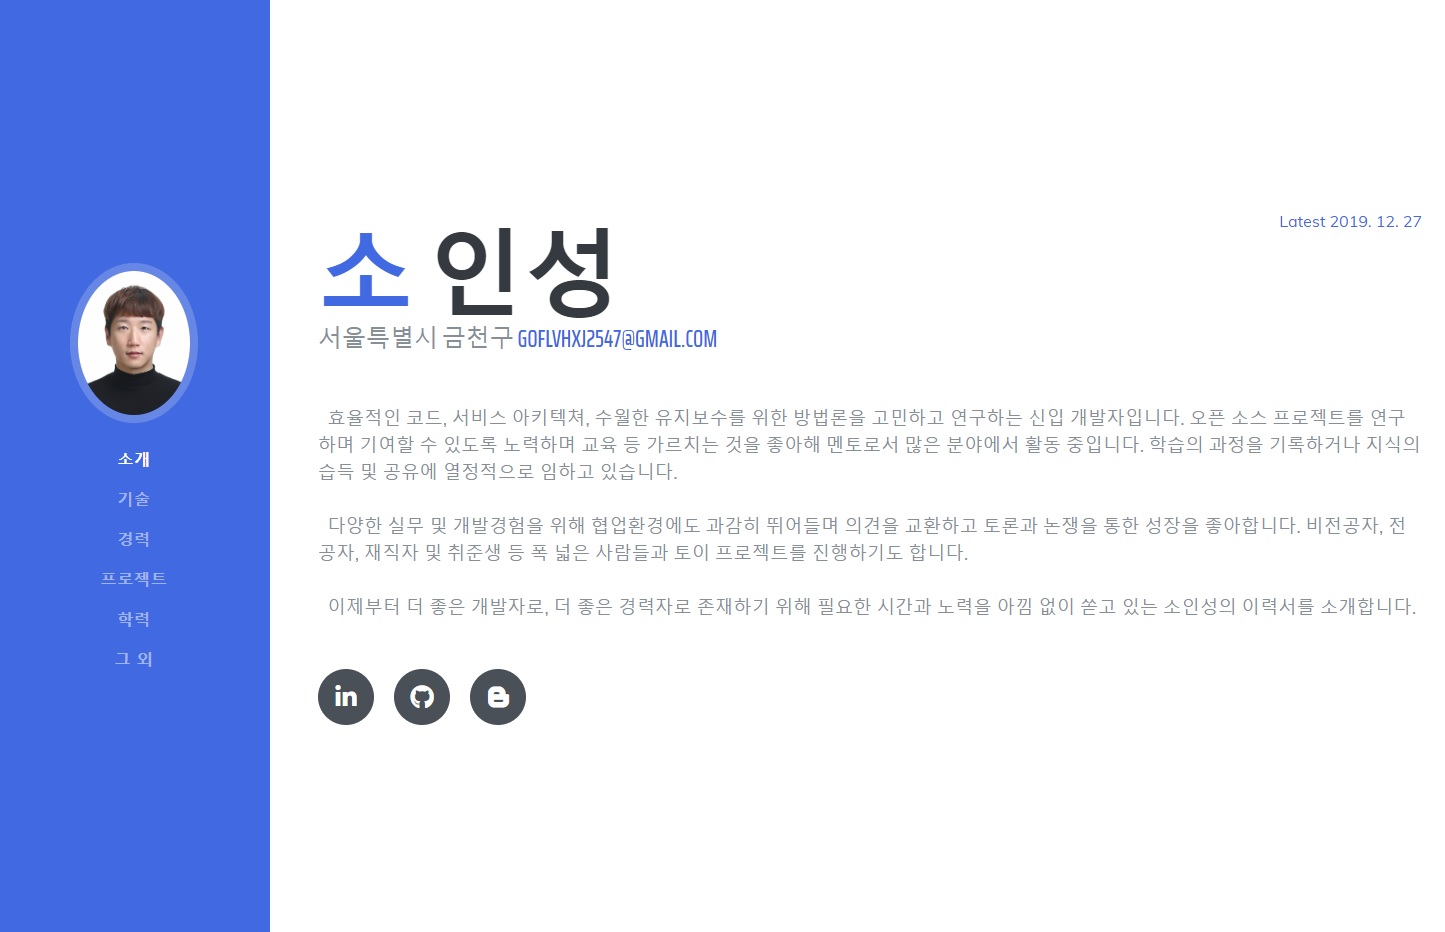 소개
기술
경력
프로젝트
학력
그 외
Latest 2019. 12. 27
소 인성
서울특별시 금천구 GOFLVHXJ2547@GMAIL.COM
효율적인 코드, 서비스 아키텍쳐, 수월한 유지보수를 위한 방법론을 고민하고 연구하는 신입 개발자입니다. 오픈 소스 프로젝트를 연구
하며 기여할 수 있도록 노력하며 교육 등 가르치는 것을 좋아해 멘토로서 많은 분야에서 활동 중입니다. 학습의 과정을 기록하거나 지식의
습득 및 공유에 열정적으로 임하고 있습니다.
다양한 실무 및 개발경험을 위해 협업환경에도 과감히 뛰어들며 의견을 교환하고 토론과 논쟁을 통한 성장을 좋아합니다. 비전공자, 전
공자, 재직자 및 취준생 등 폭 넓은 사람들과 토이 프로젝트를 진행하기도 합니다.
이제부터 더 좋은 개발자로, 더 좋은 경력자로 존재하기 위해 필요한 시간과 노력을 아낌 없이 쏟고 있는 소인성의 이력서를 소개합니다.
in